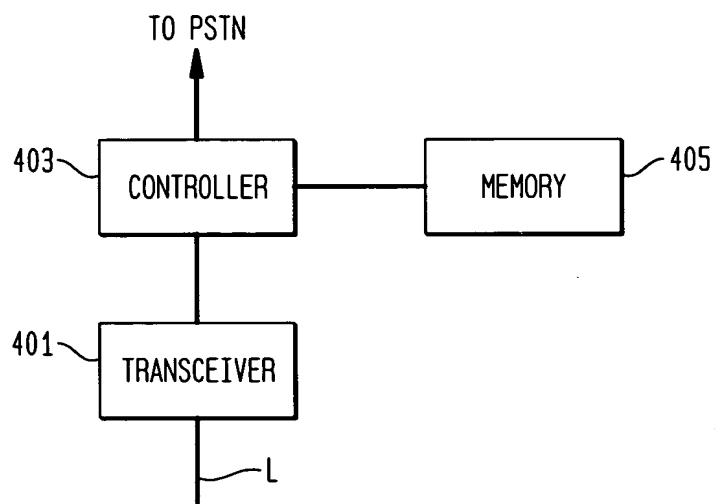 TO PSTN
403
CONTROLLER
MEMORY
405
401
TRANSCEIVER
L